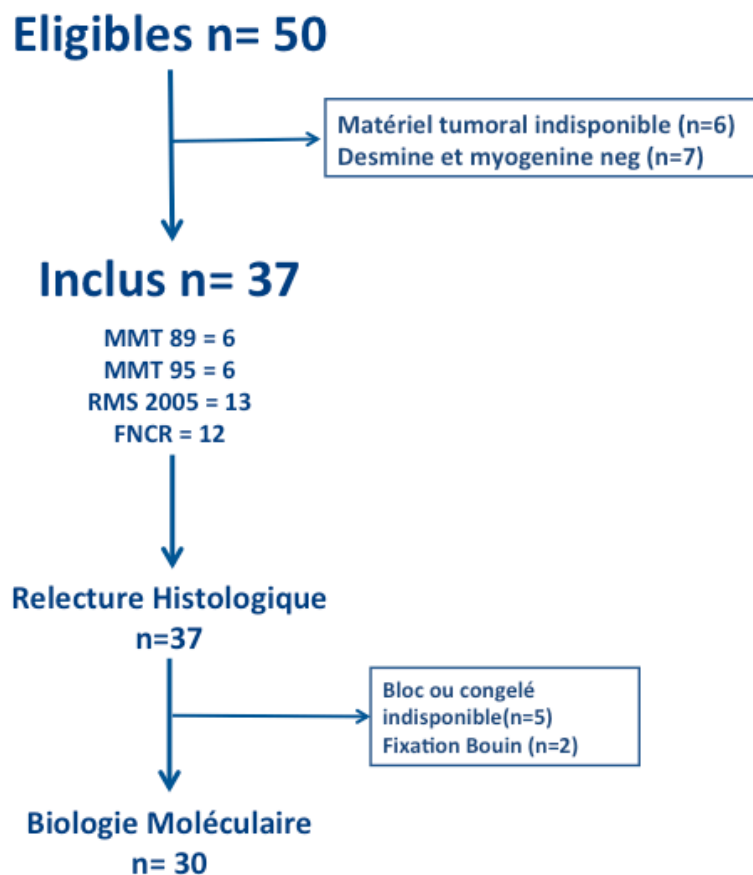 Eligibles n= 50
Matériel tumoral indisponible (n=6)
Desmine et myogenine neg (n=7)
Inclus n= 37
MMT 89 = 6
MMT 95 = 6
RMS 2005 = 13
FNCR = 12
Relecture Histologique
n=37
Bloc ou congelé
indisponible(n=5)
Fixation Bouin (n=2)
Biologie Moléculaire
n= 30